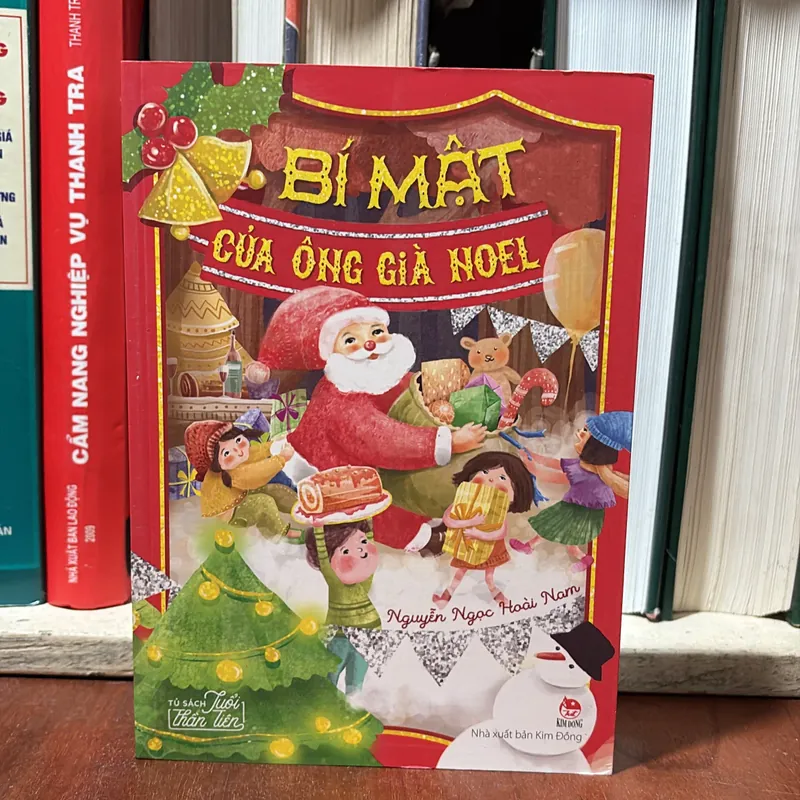 BÍ MẬT
CỦA ÔNG GIÀ NOEL
Nguyễn Ngọc Hoài Nam
TỦ SÁCH
Tuổi
Thần Tiên
KIM ĐỒNG
Nhà xuất bản Kim Đồng
CẨM NANG NGHIỆP VỤ THANH TRA
THANH TR
NHÀ XUẤT BẢN LAO ĐỘNG
2009